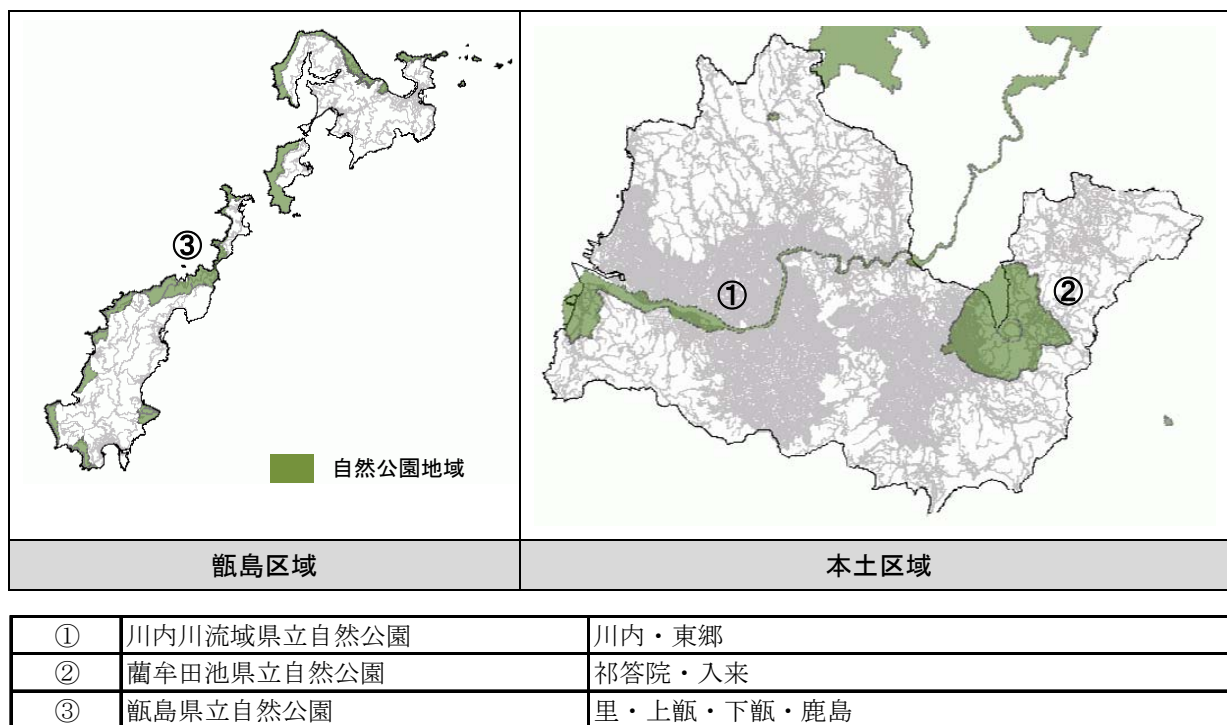 ③
自然公園地域
①
②
甑島区域
本土区域
① 川内川流域県立自然公園 川内・東郷
② 藺牟田池県立自然公園 祁答院・入来
③ 甑島県立自然公園 里・上甑・下甑・鹿島